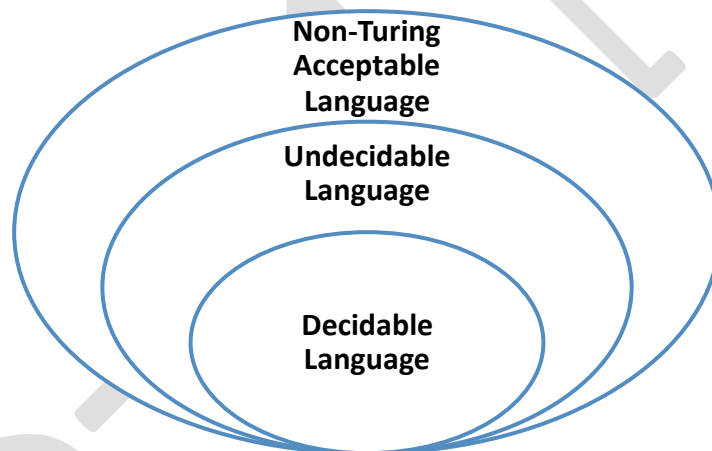 Non-Turing
Acceptable
Language
Undecidable
Language
Decidable
Language